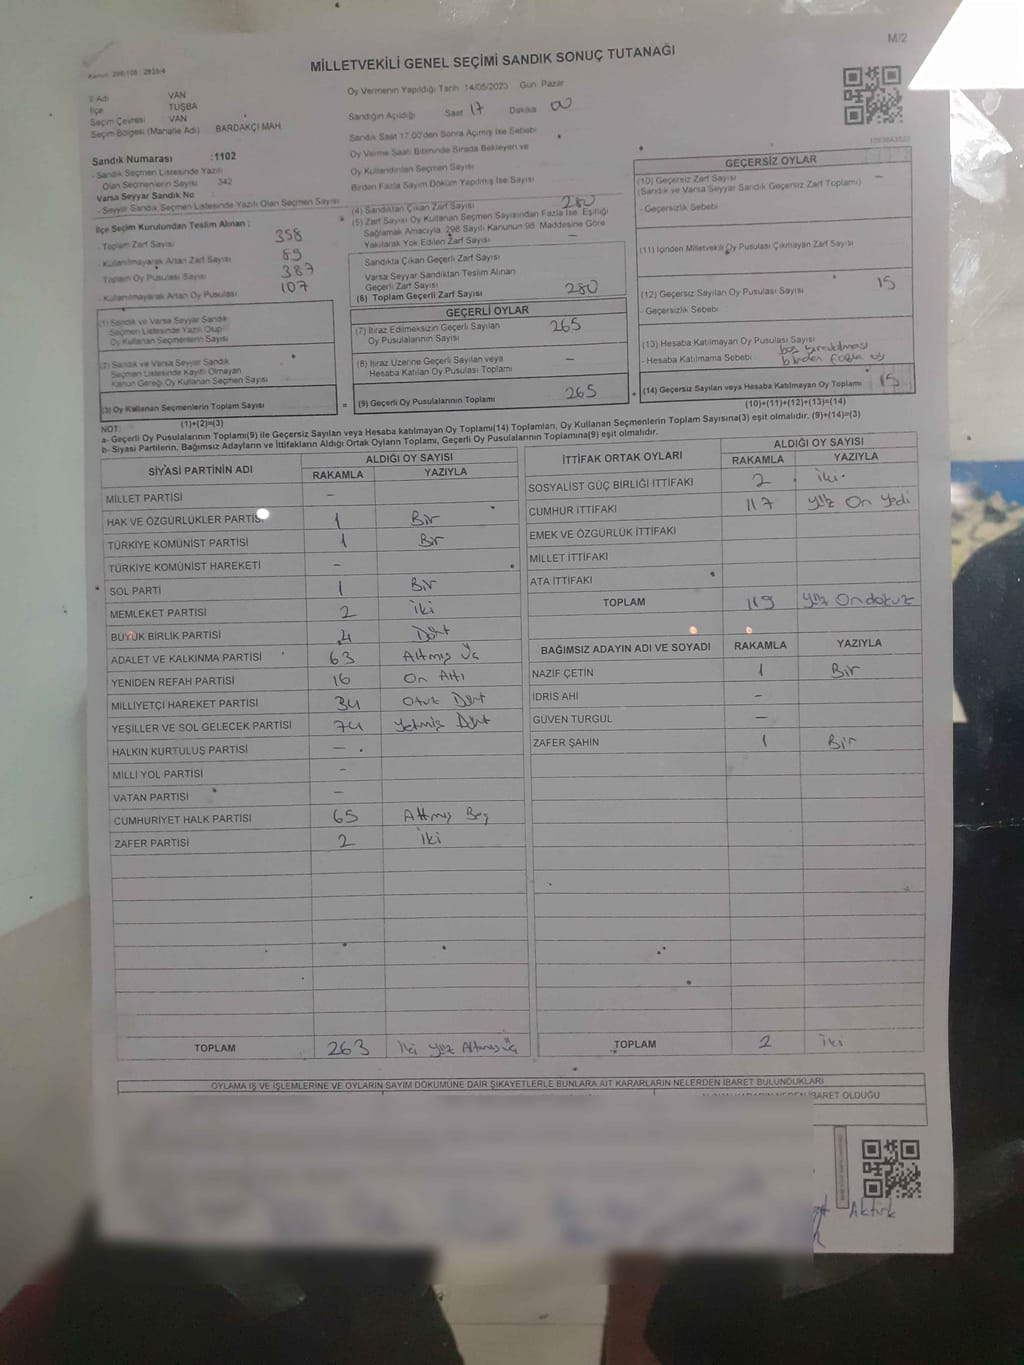 M/2
MİLLETVEKİLİ GENEL SEÇİMİ SANDIK SONUÇ TUTANAĞI
İl Adı VAN
İlçe TUŞBA
Seçim Çevresi VAN
Seçim Bölgesi (Mahalle Adı) BARDAKÇI MAH
Sandık Numarası :1102
- Sandık Seçmen Listesinde Yazılı
Olan Seçmenlerin Sayısı 342
Varsa Seyyar Sandık No
- Seyyar Sandık Seçmen Listesinde Yazılı Olan Seçmen Sayısı
İlçe Seçim Kurulundan Teslim Alınan :
- Toplam Zarf Sayısı 358
- Kullanılmayarak Artan Zarf Sayısı 89
Toplam Oy Pusulası Sayısı 387
- Kullanılmayarak Artan Oy Pusulası 107
(1) Sandık ve Varsa Seyyar Sandık
Seçmen Listesinde Yazılı Olup
Oy Kullanan Seçmenlerin Sayısı
(2) Sandık ve Varsa Seyyar Sandık
Seçmen Listesinde Kayıtlı Olmayan
Kanun Gereği Oy Kullanan Seçmen Sayısı
(3) Oy Kullanan Seçmenlerin Toplam Sayısı
(1)+(2)=(3)
Oy Vermenin Yapıldığı Tarih 14/05/2023 Gün Pazar
Sandığın Açıldığı Saat 17 Dakika 00
Sandık Saat 17:00'den Sonra Açılmış İse Sebebi
Oy Verme Saati Bitiminde Sırada Bekleyen ve
Oy Kullandırılan Seçmen Sayısı
Birden Fazla Sayım Döküm Yapılmış İse Sayısı
(4) Sandıktan Çıkan Zarf Sayısı 280
(5) Zarf Sayısı Oy Kullanan Seçmen Sayısından Fazla İse, Eşitliği
Sağlamak Amacıyla, 298 Sayılı Kanunun 98. Maddesine Göre
Yakılarak Yok Edilen Zarf Sayısı –
Sandıkta Çıkan Geçerli Zarf Sayısı
Varsa Seyyar Sandıktan Teslim Alınan
Geçerli Zarf Sayısı
(6) Toplam Geçerli Zarf Sayısı 280
GEÇERLİ OYLAR
(7) İtiraz Edilmeksizin Geçerli Sayılan
Oy Pusulalarının Sayısı 265
(8) İtiraz Üzerine Geçerli Sayılan veya
Hesaba Katılan Oy Pusulası Toplamı –
= (9) Geçerli Oy Pusulalarının Toplamı 265
GEÇERSİZ OYLAR
(10) Geçersiz Zarf Sayısı –
(Sandık ve Varsa Seyyar Sandık Geçersiz Zarf Toplamı)
- Geçersizlik Sebebi
(11) İçinden Milletvekili Oy Pusulası Çıkmayan Zarf Sayısı
(12) Geçersiz Sayılan Oy Pusulası Sayısı 15
- Geçersizlik Sebebi
(13) Hesaba Katılmayan Oy Pusulası Sayısı
- Hesaba Katılmama Sebebi boş
birden fazla oy
+ (14) Geçersiz Sayılan veya Hesaba Katılmayan Oy Toplamı 15
(10)+(11)+(12)+(13)=(14)
NOT:
a- Geçerli Oy Pusulalarının Toplamı(9) ile Geçersiz Sayılan veya Hesaba katılmayan Oy Toplamı(14) Toplamları, Oy Kullanan Seçmenlerin Toplam Sayısına(3) eşit olmalıdır. (9)+(14)=(3)
b- Siyasi Partilerin, Bağımsız Adayların ve İttifakların Aldığı Ortak Oyların Toplamı, Geçerli Oy Pusulalarının Toplamına(9) eşit olmalıdır.
SİYASİ PARTİNİN ADI ALDIĞI OY SAYISI
RAKAMLA YAZIYLA
MİLLET PARTİSİ –
HAK VE ÖZGÜRLÜKLER PARTİSİ 1 Bir
TÜRKİYE KOMÜNİST PARTİSİ 1 Bir
TÜRKİYE KOMÜNİST HAREKETİ –
SOL PARTİ 1 Bir
MEMLEKET PARTİSİ 2 İki
BÜYÜK BİRLİK PARTİSİ 4 Dört
ADALET VE KALKINMA PARTİSİ 63 Altmış Üç
YENİDEN REFAH PARTİSİ 16 On Altı
MİLLİYETÇİ HAREKET PARTİSİ 34 Otuz Dört
YEŞİLLER VE SOL GELECEK PARTİSİ 74 Yetmiş Dört
HALKIN KURTULUŞ PARTİSİ –
MİLLİ YOL PARTİSİ –
VATAN PARTİSİ –
CUMHURİYET HALK PARTİSİ 65 Altmış Beş
ZAFER PARTİSİ 2 İki
TOPLAM 263 İki yüz Altmış üç
İTTİFAK ORTAK OYLARI ALDIĞI OY SAYISI
RAKAMLA YAZIYLA
SOSYALİST GÜÇ BİRLİĞİ İTTİFAKI 2 İki
CUMHUR İTTİFAKI 117 yüz On yedi
EMEK VE ÖZGÜRLÜK İTTİFAKI
MİLLET İTTİFAKI
ATA İTTİFAKI
TOPLAM 119 yüz Ondokuz
BAĞIMSIZ ADAYIN ADI VE SOYADI RAKAMLA YAZIYLA
NAZİF ÇETİN 1 Bir
İDRİS AHİ –
GÜVEN TURGUL –
ZAFER ŞAHİN 1 Bir
TOPLAM 2 İki
OYLAMA İŞ VE İŞLEMLERİNE VE OYLARIN SAYIM DÖKÜMÜNE DAİR ŞİKAYETLERLE BUNLARA AİT KARARLARIN NELERDEN İBARET BULUNDUKLARI
İBARET OLDUĞU
Aktürk